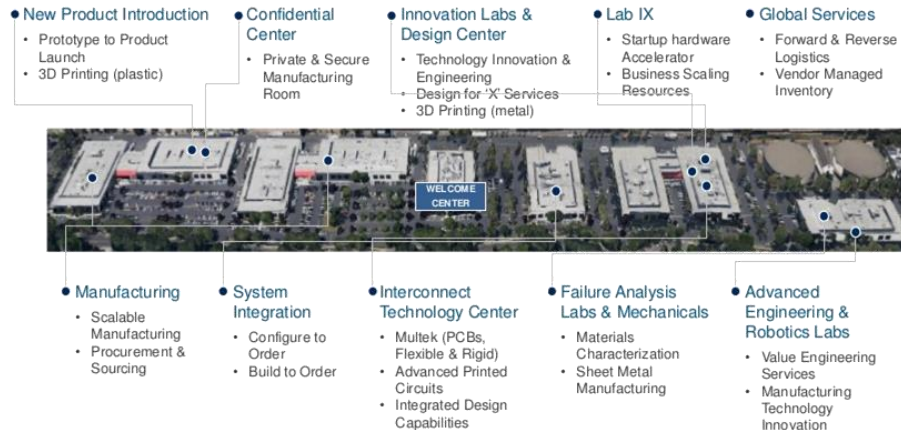 New Product Introduction
• Prototype to Product
Launch
• 3D Printing (plastic)
Confidential
Center
• Private & Secure
Manufacturing
Room
Innovation Labs &
Design Center
• Technology Innovation &
Engineering
• Design for ‘X’ Services
• 3D Printing (metal)
Lab IX
• Startup hardware
Accelerator
• Business Scaling
Resources
Global Services
• Forward & Reverse
Logistics
• Vendor Managed
Inventory
WELCOME
CENTER
Manufacturing
• Scalable
Manufacturing
• Procurement &
Sourcing
System
Integration
• Configure to
Order
• Build to Order
Interconnect
Technology Center
• Multek (PCBs,
Flexible & Rigid)
• Advanced Printed
Circuits
• Integrated Design
Capabilities
Failure Analysis
Labs & Mechanicals
• Materials
Characterization
• Sheet Metal
Manufacturing
Advanced
Engineering &
Robotics Labs
• Value Engineering
Services
• Manufacturing
Technology
Innovation